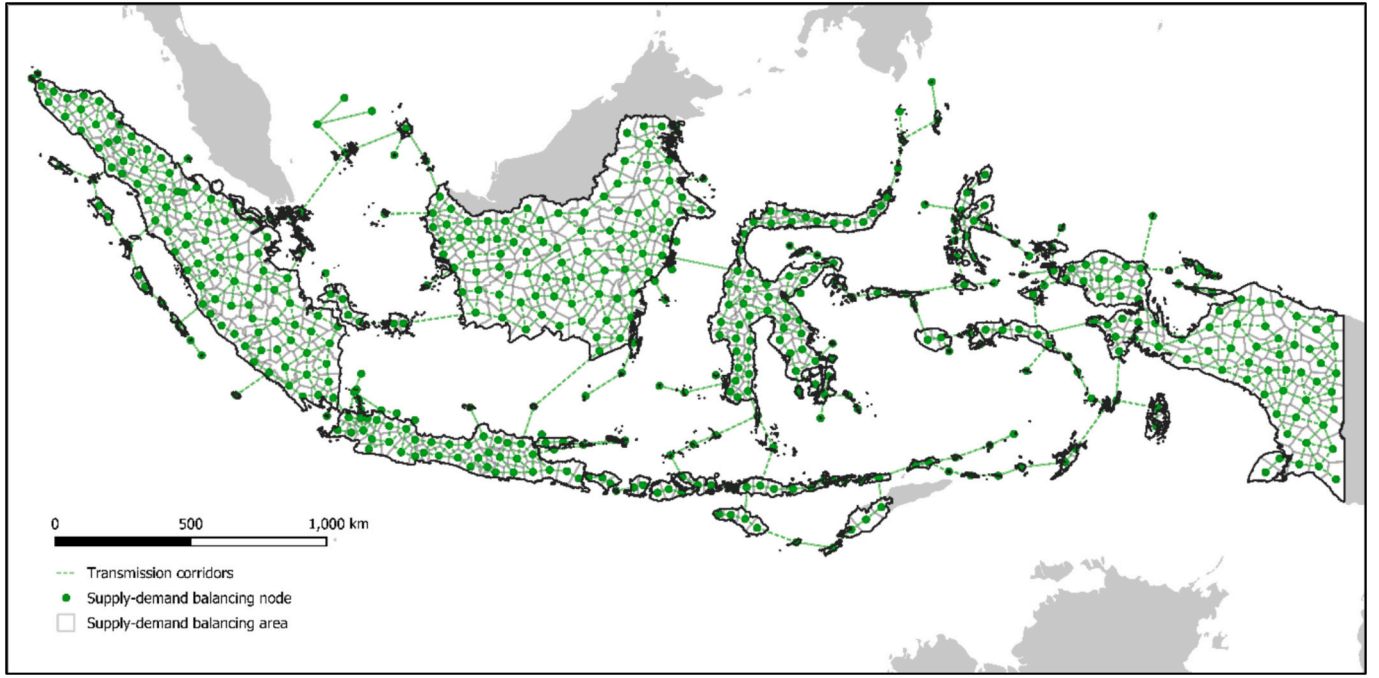 0 500 1,000 km
Transmission corridors
Supply-demand balancing node
Supply-demand balancing area